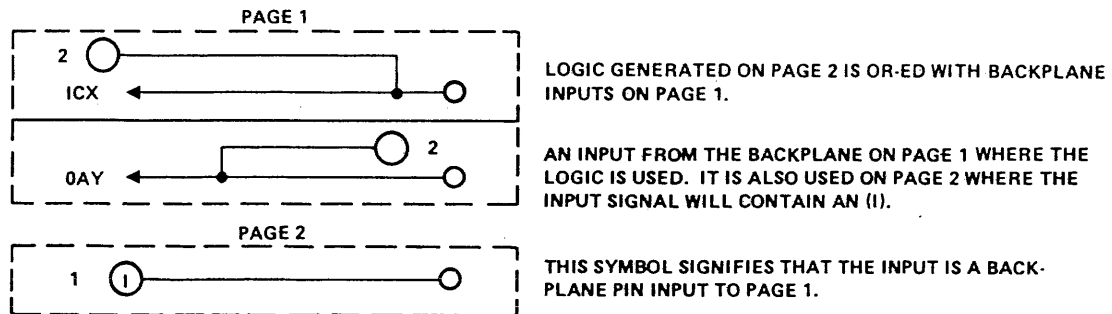 PAGE 1
2
ICX
LOGIC GENERATED ON PAGE 2 IS OR-ED WITH BACKPLANE
INPUTS ON PAGE 1.
2
0AY
AN INPUT FROM THE BACKPLANE ON PAGE 1 WHERE THE
LOGIC IS USED. IT IS ALSO USED ON PAGE 2 WHERE THE
INPUT SIGNAL WILL CONTAIN AN (I).
PAGE 2
1 I
THIS SYMBOL SIGNIFIES THAT THE INPUT IS A BACK-
PLANE PIN INPUT TO PAGE 1.